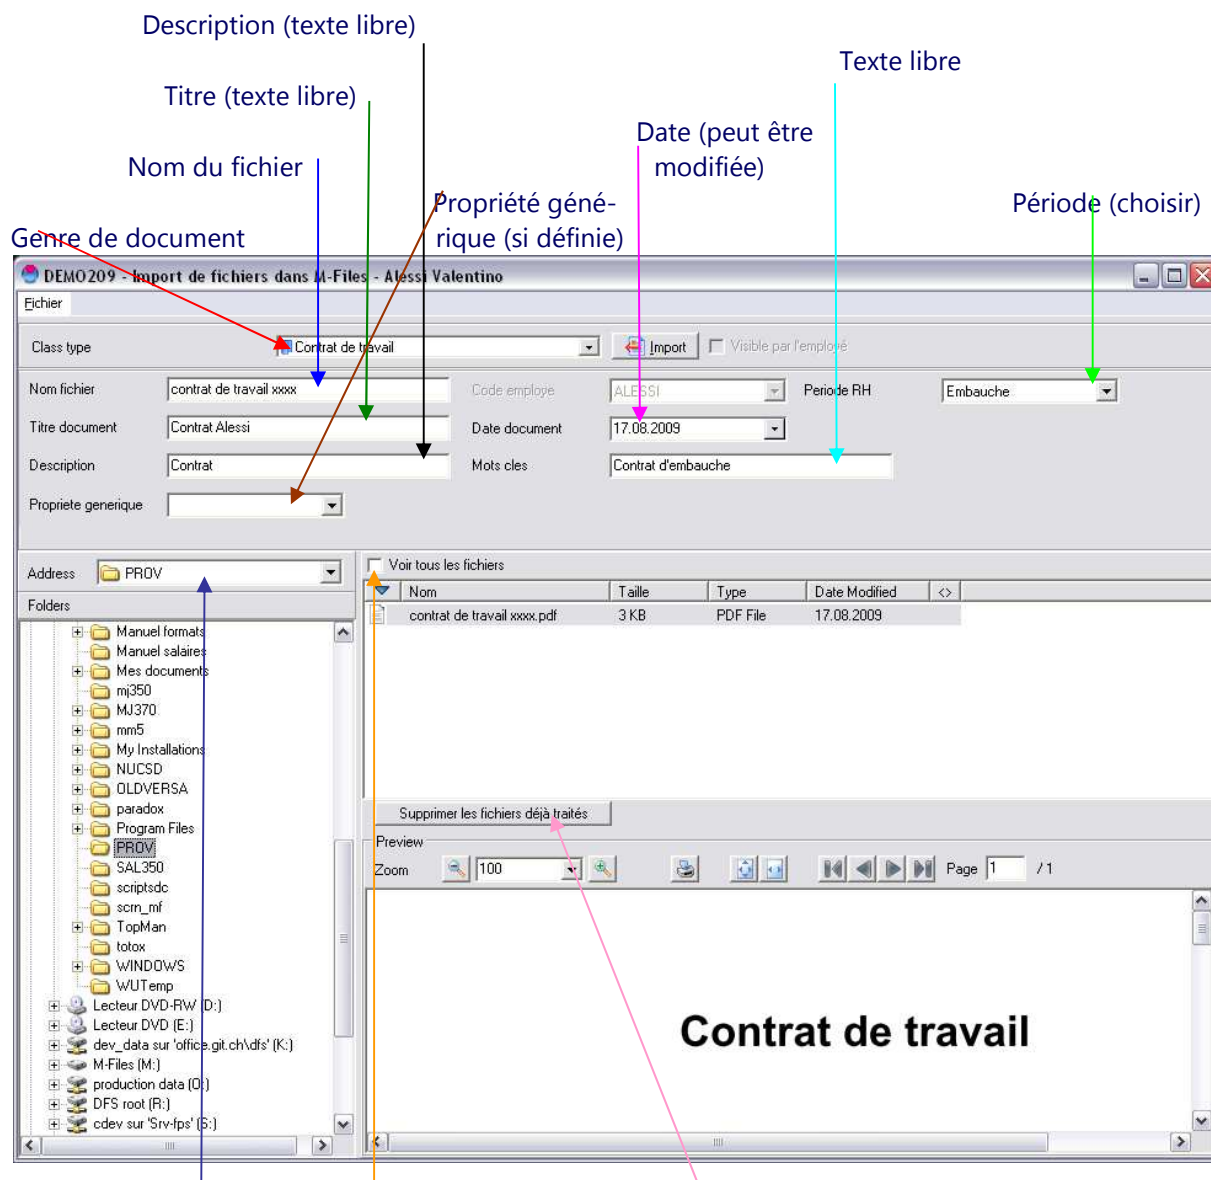 Description (texte libre)
Texte libre
Titre (texte libre)
Date (peut être
modifiée)
Nom du fichier
Propriété géné-
rique (si définie)
Période (choisir)
Genre de document
DEMO209 - Import de fichiers dans M-Files - Alessi Valentino
Fichier
Class type
Contrat de travail
Import
Visible par l'employé
Nom fichier
contrat de travail xxxx
Code employe
ALESSI
Periode RH
Embauche
Titre document
Contrat Alessi
Date document
17.08.2009
Description
Contrat
Mots cles
Contrat d'embauche
Propriete generique
Address
PROV
Voir tous les fichiers
Folders
Nom Taille Type Date Modified <>
contrat de travail xxxx.pdf 3 KB PDF File 17.08.2009
Manuel formats
Manuel salaires
Mes documents
mj350
MJ370
mm5
My Installations
NUCSD
OLDVERSA
paradox
Program Files
PROV
SAL350
scriptsdc
scrn_mf
TopMan
totox
WINDOWS
WUTemp
Lecteur DVD-RW (D:)
Lecteur DVD (E:)
dev_data sur 'office.git.ch\dfs' (K:)
M-Files (M:)
production data (O:)
DFS root (R:)
cdev sur 'Srv-fps' (S:)
Supprimer les fichiers déjà traités
Preview
Zoom 100 Page 1 / 1
Contrat de travail